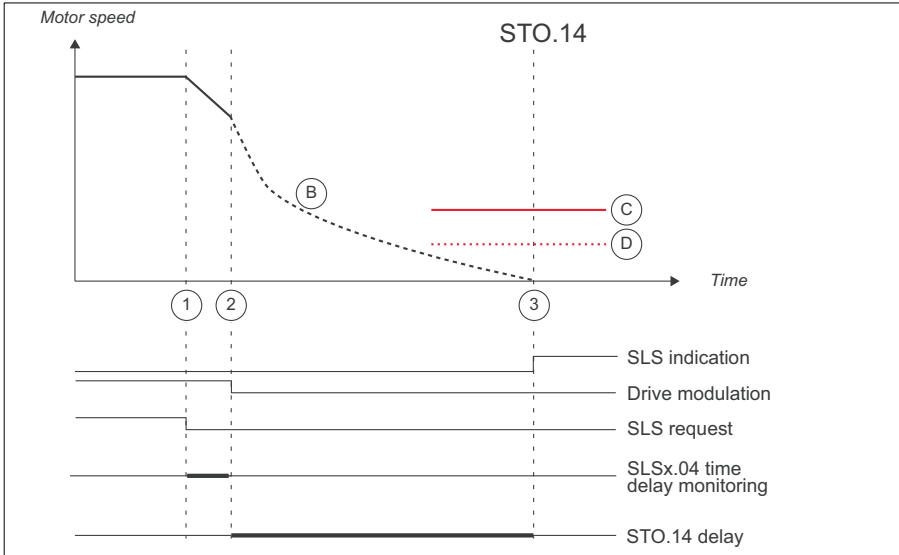 Motor speed
STO.14
B
C
D
Time
1
2
3
SLS indication
Drive modulation
SLS request
SLSx.04 time
delay monitoring
STO.14 delay